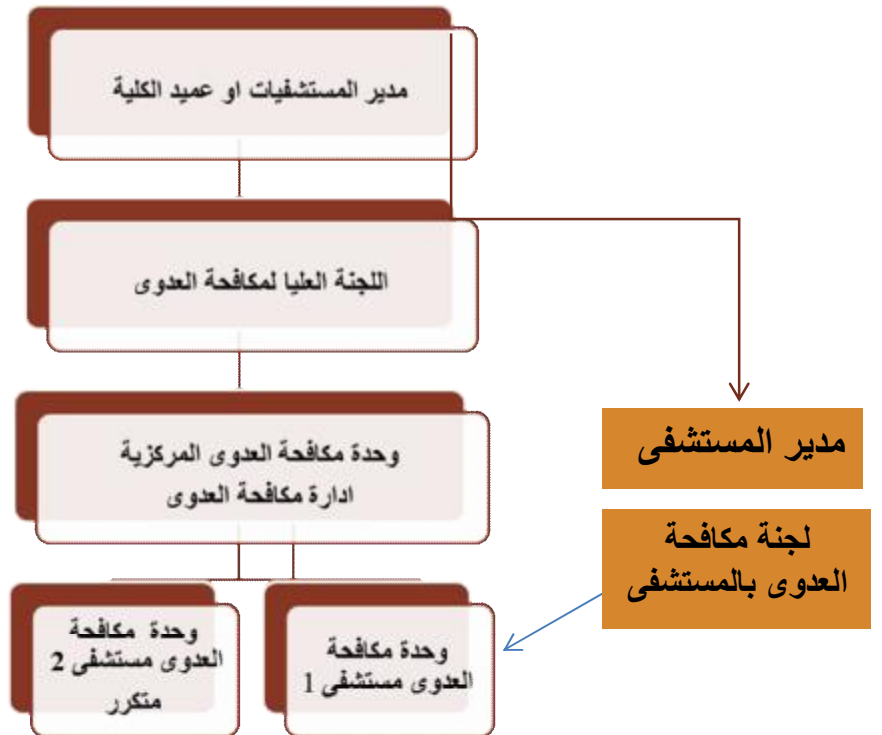 مدير المستشفيات او عميد الكلية
اللجنة العليا لمكافحة العدوى
وحدة مكافحة العدوى المركزية
ادارة مكافحة العدوى
مدير المستشفى
لجنة مكافحة
العدوى بالمستشفى
وحدة مكافحة
العدوى مستشفى 1
وحدة مكافحة
العدوى مستشفى 2
متكرر